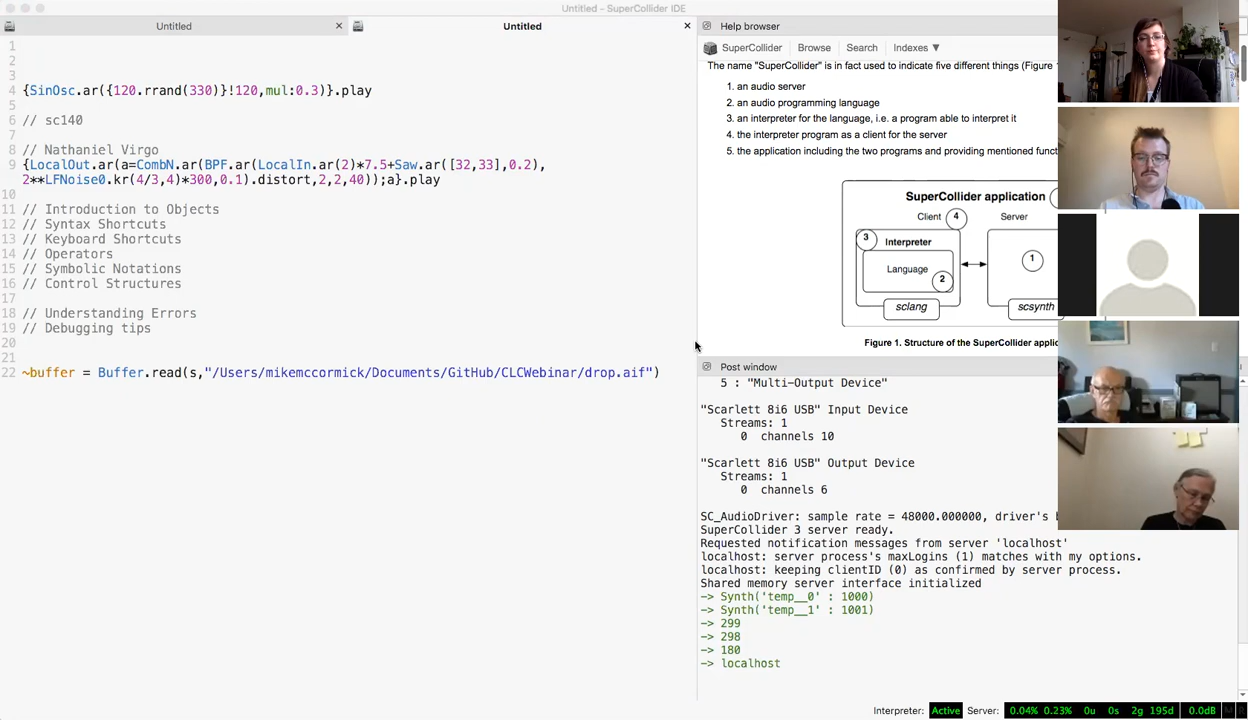 Untitled - SuperCollider IDE
Untitled
Untitled
1
2
3
4 {SinOsc.ar({120.rrand(330)}!120,mul:0.3)}.play
5
6 // sc140
7
8 // Nathaniel Virgo
9 {LocalOut.ar(a=CombN.ar(BPF.ar(LocalIn.ar(2)*7.5+Saw.ar([32,33],0.2),
2**LFNoise0.kr(4/3,4)*300,0.1).distort,2,2,40));a}.play
10
11 // Introduction to Objects
12 // Syntax Shortcuts
13 // Keyboard Shortcuts
14 // Operators
15 // Symbolic Notations
16 // Control Structures
17
18 // Understanding Errors
19 // Debugging tips
20
21
22 ~buffer = Buffer.read(s,"/Users/mikemccormick/Documents/GitHub/CLCWebinar/drop.aif")
Help browser
SuperCollider Browse Search Indexes ▼
The name "SuperCollider" is in fact used to indicate five different things (Figure
1. an audio server
2. an audio programming language
3. an interpreter for the language, i.e. a program able to interpret it
4. the interpreter program as a client for the server
5. the application including the two programs and providing mentioned funct
SuperCollider application
Client 4 Server
3 Interpreter
1
Language
2
sclang scsynth
Figure 1. Structure of the SuperCollider applic
Post window
5 : "Multi-Output Device"
"Scarlett 8i6 USB" Input Device
Streams: 1
0 channels 10
"Scarlett 8i6 USB" Output Device
Streams: 1
0 channels 6
SC_AudioDriver: sample rate = 48000.000000, driver's b
SuperCollider 3 server ready.
Requested notification messages from server 'localhost'
localhost: server process's maxLogins (1) matches with my options.
localhost: keeping clientID (0) as confirmed by server process.
Shared memory server interface initialized
-> Synth('temp__0' : 1000)
-> Synth('temp__1' : 1001)
-> 299
-> 298
-> 180
-> localhost
Interpreter: Active Server: 0.04% 0.23% 0u 0s 2g 195d 0.0dB